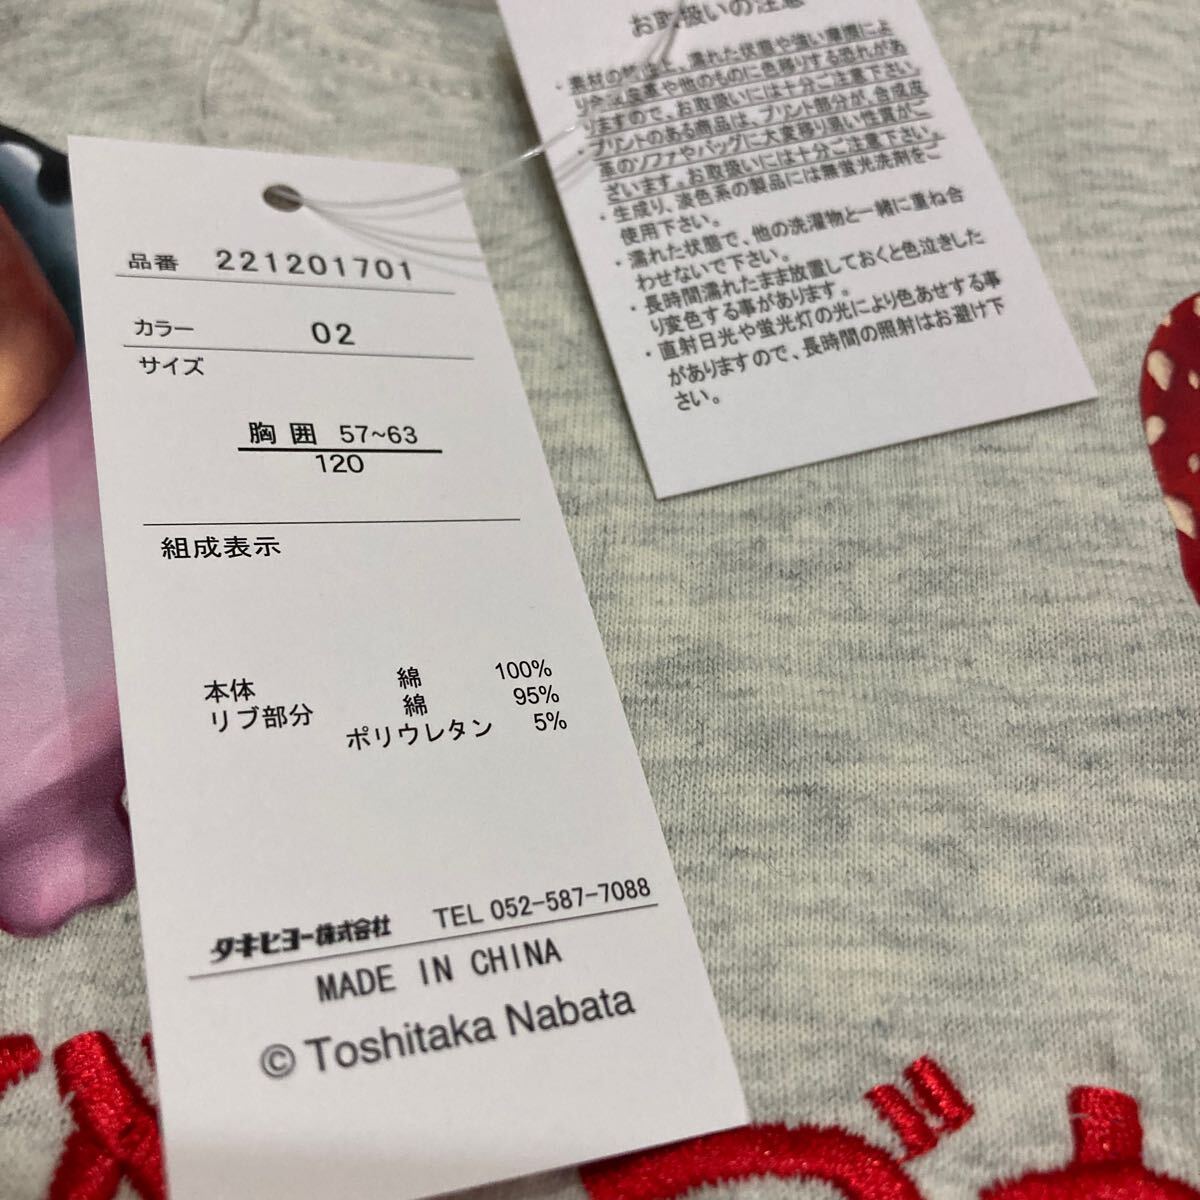 品番 221201701
カラー 02
サイズ
胸囲 57~63
120
組成表示
本体 綿 100%
リブ部分 綿 95%
ポリウレタン 5%
タキヒヨー株式会社 TEL 052-587-7088
MADE IN CHINA
© Toshitaka Nabata
お取扱いの注意
・素材の特性上、濡れた状態や強い摩擦によ
り合成皮革や他のものに色移りする恐れがあ
りますので、お取扱いには十分ご注意下さい。
・プリントのある商品は、プリント部分が、合成皮
革のソファやバッグに大変移り易い性質がご
ざいます。お取扱いには十分ご注意下さい。
・生成り、淡色系の製品には無蛍光洗剤をご
使用下さい。
・濡れた状態で、他の洗濯物と一緒に重ね合
わせないで下さい。
・長時間濡れたまま放置しておくと色泣きした
り変色する事があります。
・直射日光や蛍光灯の光により色あせする事
がありますので、長時間の照射はお避け下
さい。